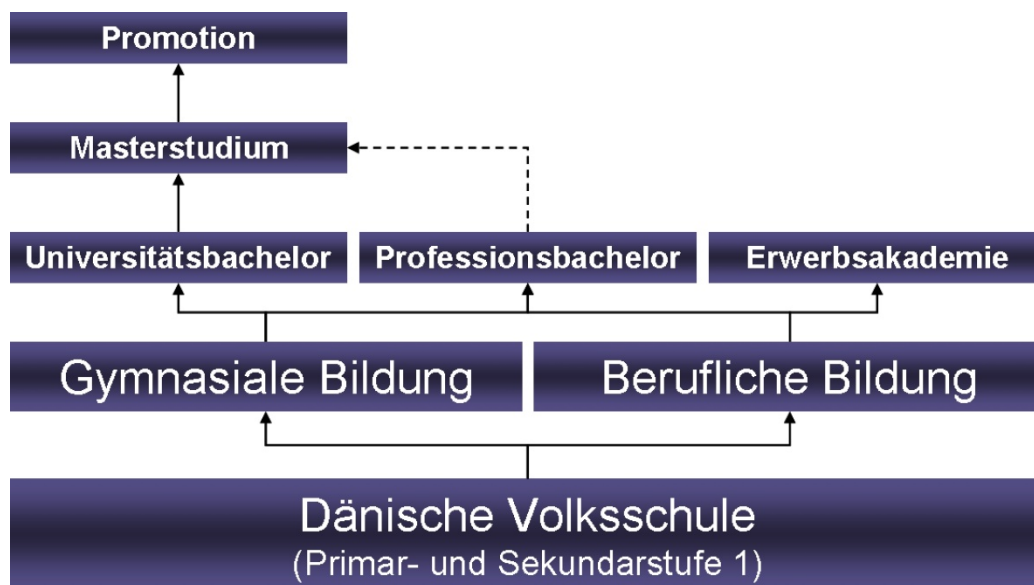 Promotion
Masterstudium
Universitätsbachelor
Professionsbachelor
Erwerbsakademie
Gymnasiale Bildung
Berufliche Bildung
Dänische Volksschule
(Primar- und Sekundarstufe 1)